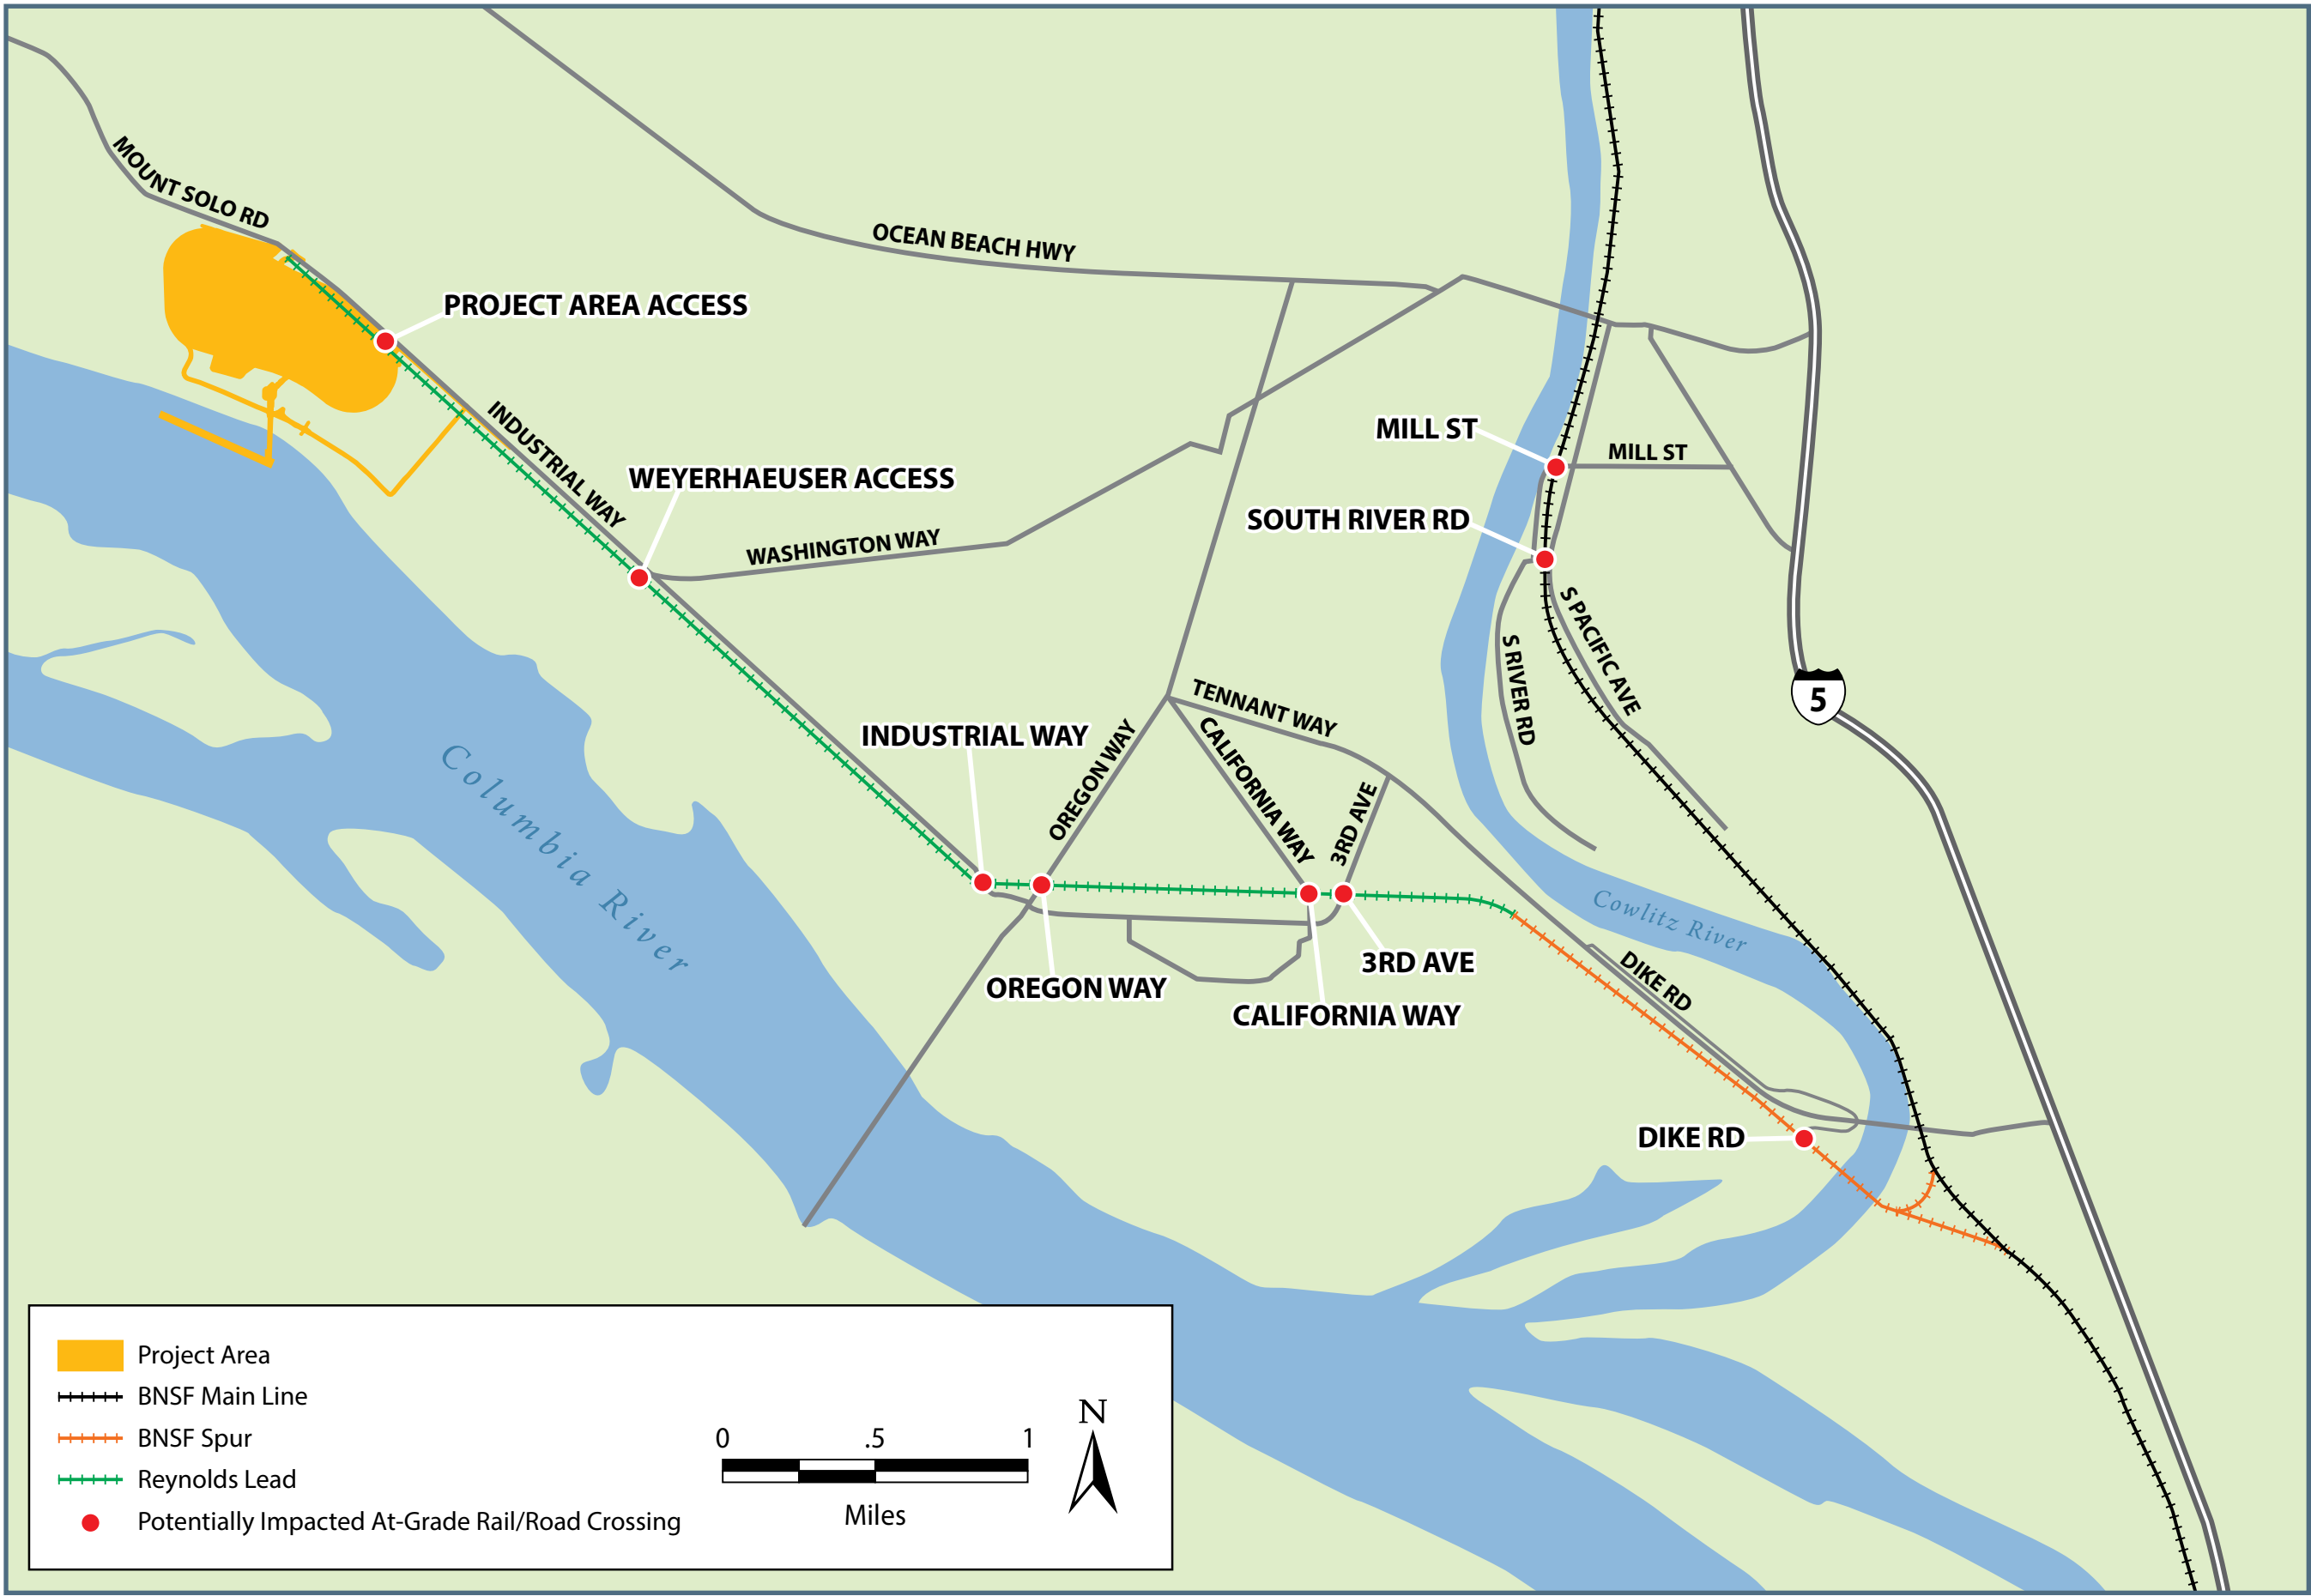 MOUNT SOLO RD
OCEAN BEACH HWY
PROJECT AREA ACCESS
INDUSTRIAL WAY
WEYERHAEUSER ACCESS
WASHINGTON WAY
MILL ST
MILL ST
SOUTH RIVER RD
S PACIFIC AVE
S RIVER RD
5
TENNANT WAY
INDUSTRIAL WAY
OREGON WAY
CALIFORNIA WAY
3RD AVE
Columbia River
Cowlitz River
3RD AVE
OREGON WAY
CALIFORNIA WAY
DIKE RD
DIKE RD
Project Area
BNSF Main Line
BNSF Spur
Reynolds Lead
Potentially Impacted At-Grade Rail/Road Crossing
0 .5 1
Miles
N